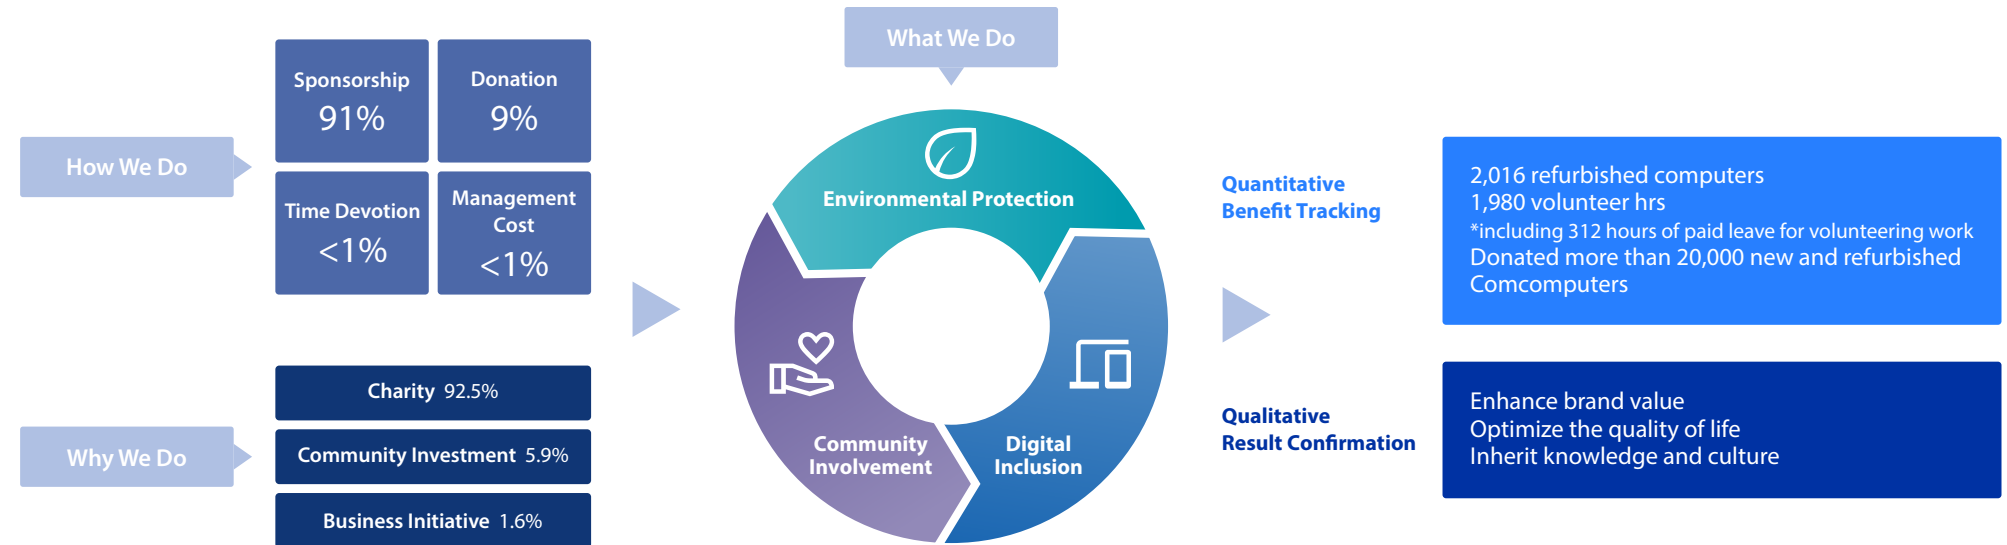 How We Do
Sponsorship
91%
Donation
9%
Time Devotion
<1%
Management
Cost
<1%
Why We Do
Charity 92.5%
Community Investment 5.9%
Business Initiative 1.6%
What We Do
Environmental Protection
Community
Involvement
Digital
Inclusion
Quantitative
Benefit Tracking
2,016 refurbished computers
1,980 volunteer hrs
*including 312 hours of paid leave for volunteering work
Donated more than 20,000 new and refurbished
Comcomputers
Qualitative
Result Confirmation
Enhance brand value
Optimize the quality of life
Inherit knowledge and culture